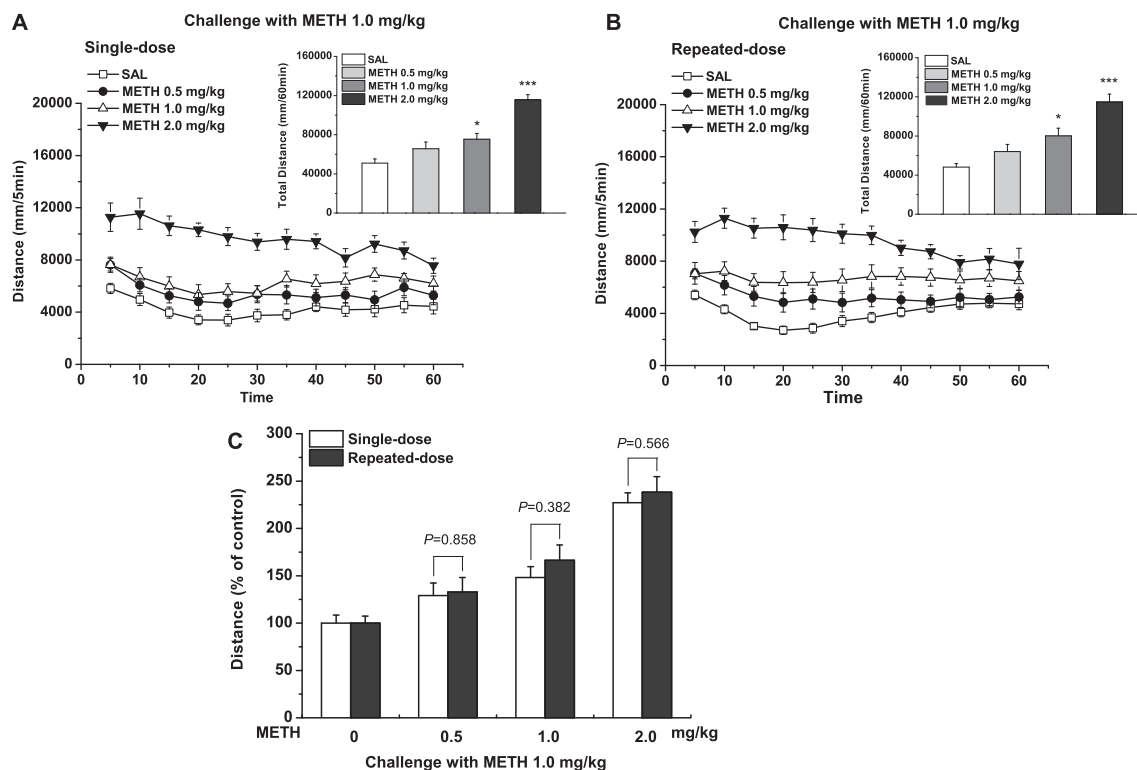 A
Challenge with METH 1.0 mg/kg
Single-dose
SAL
METH 0.5 mg/kg
METH 1.0 mg/kg
METH 2.0 mg/kg
Distance (mm/5min)
20000
16000
12000
8000
4000
0
0 10 20 30 40 50 60
Time
Total Distance (mm/60min)
160000
120000
80000
40000
0
SAL
METH 0.5 mg/kg
METH 1.0 mg/kg
METH 2.0 mg/kg
*
***
B
Challenge with METH 1.0 mg/kg
Repeated-dose
SAL
METH 0.5 mg/kg
METH 1.0 mg/kg
METH 2.0 mg/kg
Distance (mm/5min)
20000
16000
12000
8000
4000
0
0 10 20 30 40 50 60
Time
Total Distance (mm/60min)
160000
120000
80000
40000
0
SAL
METH 0.5 mg/kg
METH 1.0 mg/kg
METH 2.0 mg/kg
*
***
C
Single-dose
Repeated-dose
Distance (% of control)
300
250
200
150
100
50
0
P=0.858
P=0.382
P=0.566
METH 0 0.5 1.0 2.0 mg/kg
Challenge with METH 1.0 mg/kg